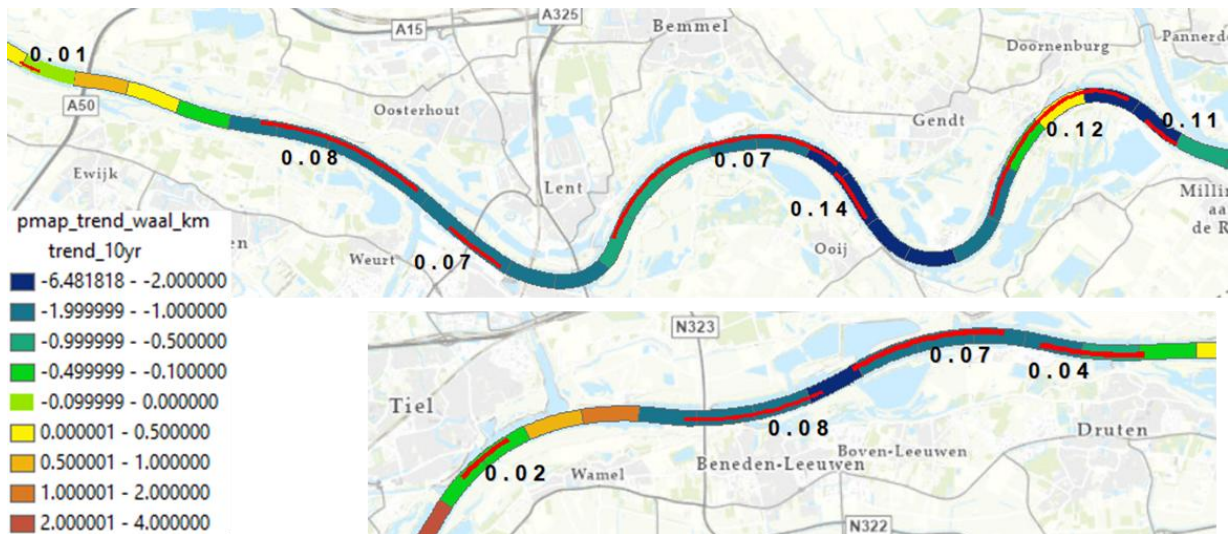 A325
A15
Bemmel
Pannerde
Doornenburg
0.01
A50
Oosterhout
Gendt
0.11
0.12
0.08
0.07
Ewijk
Lent
Millin
aa
de R
0.14
pmap_trend_waal_km
en
Weurt
0.07
Ooij
trend_10yr
-6.481818 - -2.000000
-1.999999 - -1.000000
-0.999999 - -0.500000
-0.499999 - -0.100000
-0.099999 - 0.000000
0.000001 - 0.500000
0.500001 - 1.000000
1.000001 - 2.000000
2.000001 - 4.000000
N323
0.07
0.04
Tiel
0.08
Druten
Boven-Leeuwen
Beneden-Leeuwen
0.02
Wamel
N322